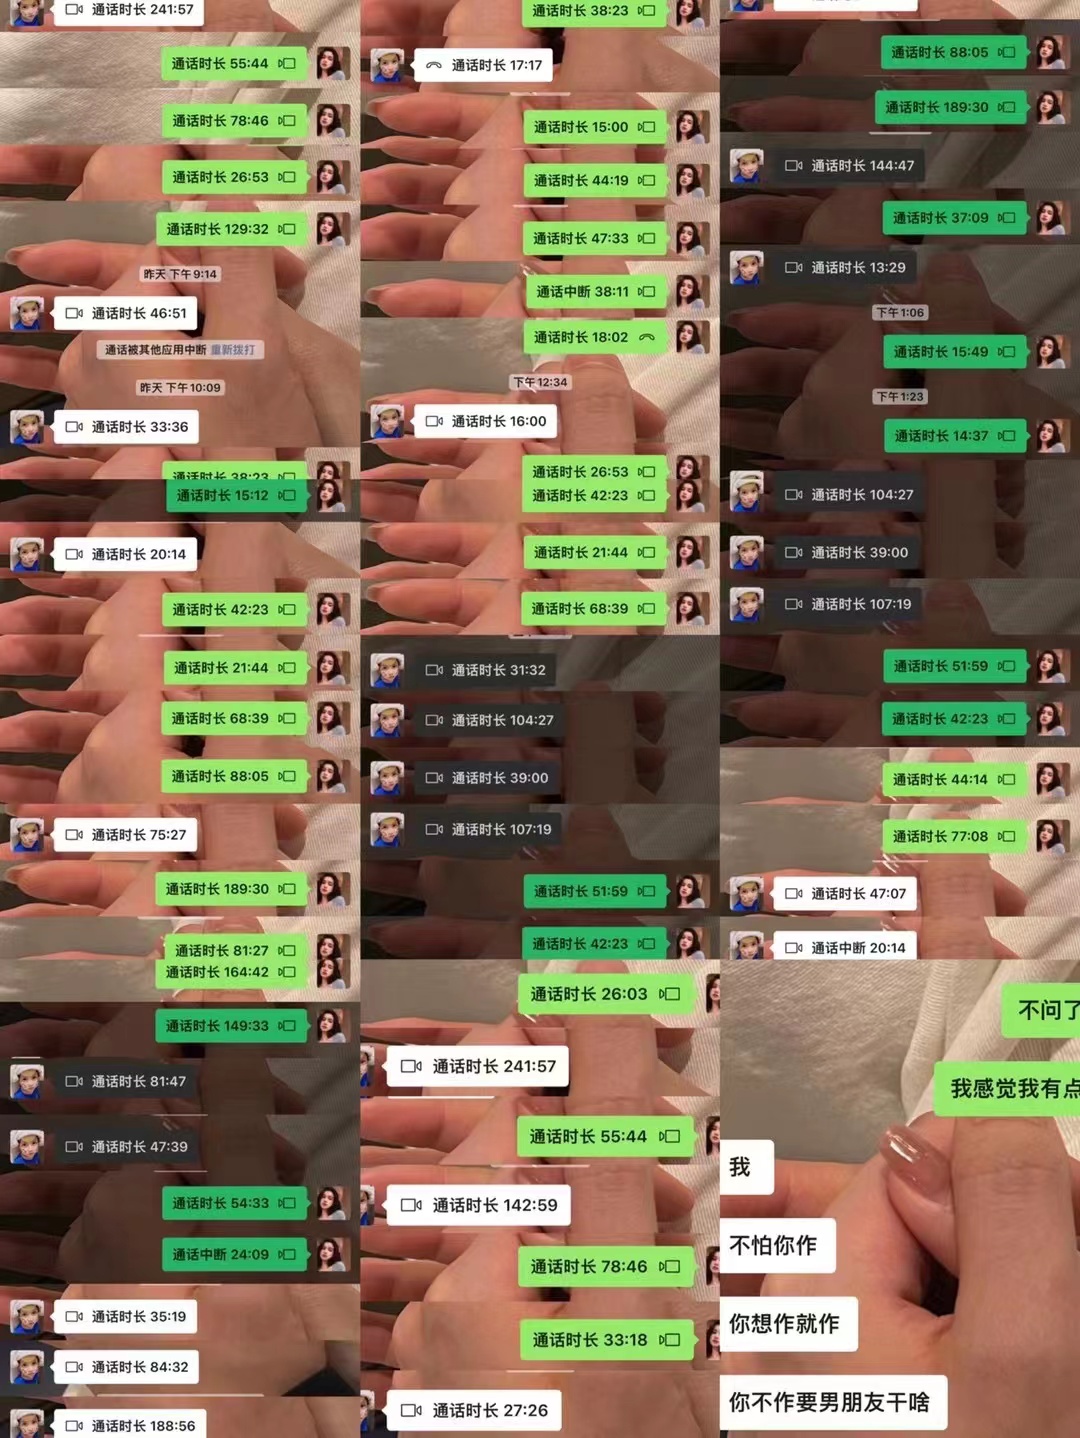 通话时长 241:57
通话时长 55:44
通话时长 78:46
通话时长 26:53
通话时长 129:32
昨天 下午9:14
通话时长 46:51
通话被其他应用中断 重新拨打
昨天 下午10:09
通话时长 33:36
通话时长 38:23
通话时长 15:12
通话时长 20:14
通话时长 42:23
通话时长 21:44
通话时长 68:39
通话时长 88:05
通话时长 75:27
通话时长 189:30
通话时长 81:27
通话时长 164:42
通话时长 149:33
通话时长 81:47
通话时长 47:39
通话时长 54:33
通话中断 24:09
通话时长 35:19
通话时长 84:32
通话时长 188:56
通话时长 38:23
通话时长 17:17
通话时长 15:00
通话时长 44:19
通话时长 47:33
通话中断 38:11
通话时长 18:02
下午12:34
通话时长 16:00
通话时长 26:53
通话时长 42:23
通话时长 21:44
通话时长 68:39
通话时长 31:32
通话时长 104:27
通话时长 39:00
通话时长 107:19
通话时长 51:59
通话时长 42:23
通话时长 26:03
通话时长 241:57
通话时长 55:44
通话时长 142:59
通话时长 78:46
通话时长 33:18
通话时长 27:26
通话时长 88:05
通话时长 189:30
通话时长 144:47
通话时长 37:09
通话时长 13:29
下午1:06
通话时长 15:49
下午1:23
通话时长 14:37
通话时长 104:27
通话时长 39:00
通话时长 107:19
通话时长 51:59
通话时长 42:23
通话时长 44:14
通话时长 77:08
通话时长 47:07
通话中断 20:14
不问了
我感觉我有点
我
不怕你作
你想作就作
你不作要男朋友干啥